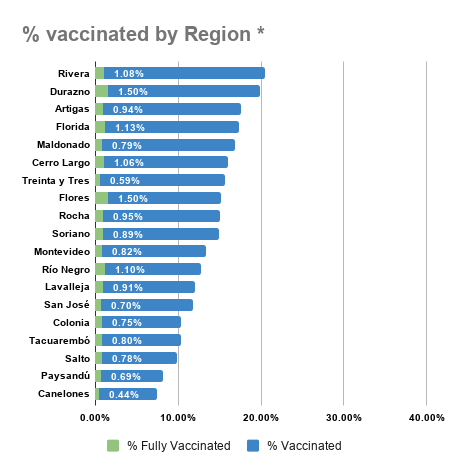 % vaccinated by Region *
Rivera 1.08%
Durazno 1.50%
Artigas 0.94%
Florida 1.13%
Maldonado 0.79%
Cerro Largo 1.06%
Treinta y Tres 0.59%
Flores 1.50%
Rocha 0.95%
Soriano 0.89%
Montevideo 0.82%
Río Negro 1.10%
Lavalleja 0.91%
San José 0.70%
Colonia 0.75%
Tacuarembó 0.80%
Salto 0.78%
Paysandú 0.69%
Canelones 0.44%
0.00% 10.00% 20.00% 30.00% 40.00%
% Fully Vaccinated % Vaccinated